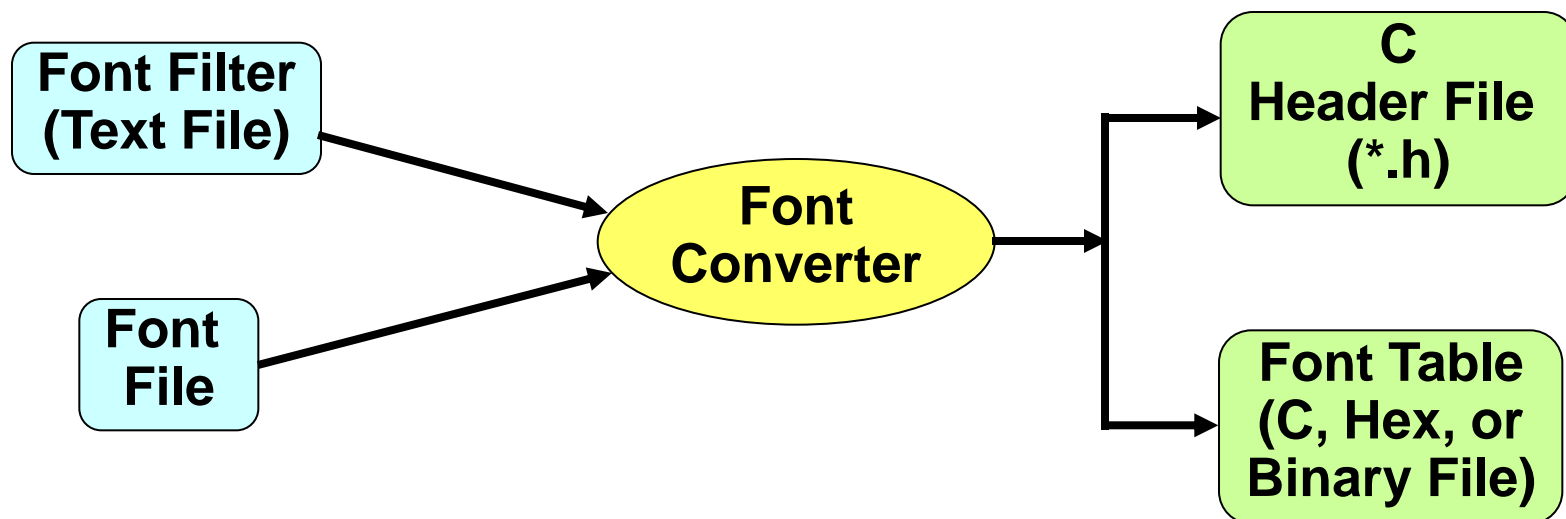 Font Filter
(Text File)
Font
File
Font
Converter
C
Header File
(*.h)
Font Table
(C, Hex, or
Binary File)